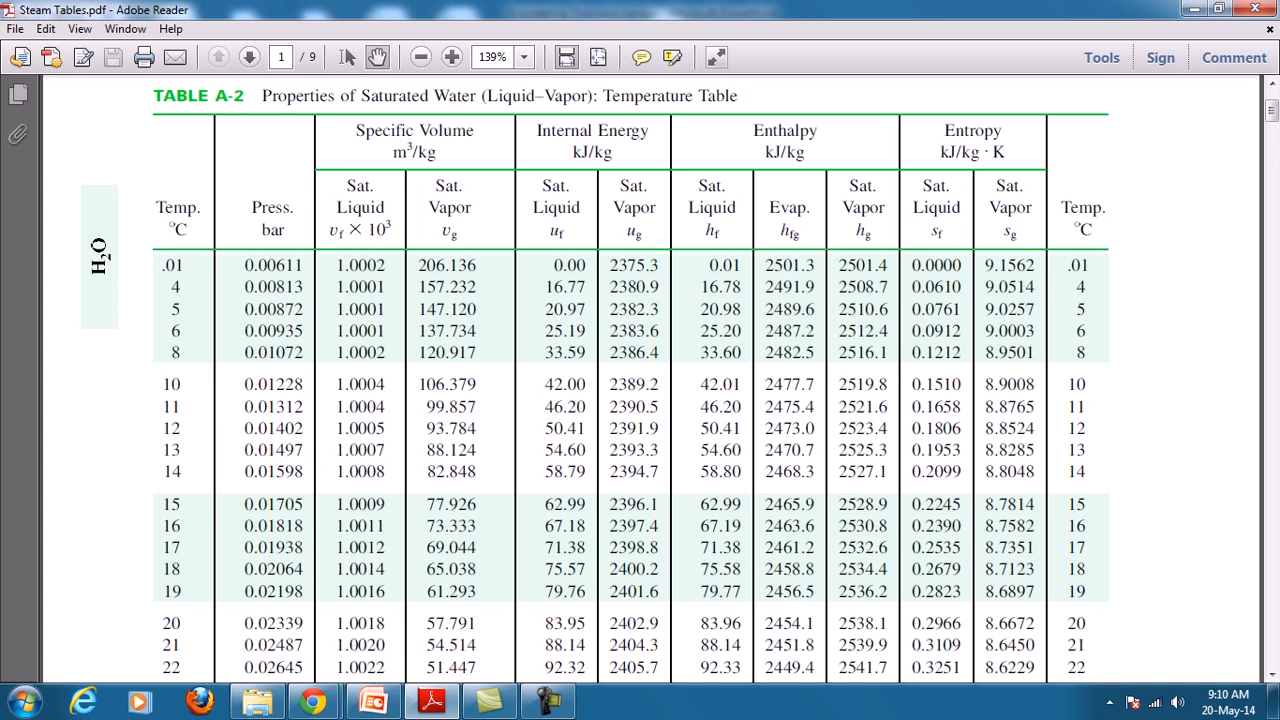 Steam Tables.pdf - Adobe Reader
File Edit View Window Help
1 / 9 139% Tools Sign Comment
TABLE A-2 Properties of Saturated Water (Liquid–Vapor): Temperature Table
Specific Volume Internal Energy Enthalpy Entropy
m³/kg kJ/kg kJ/kg kJ/kg · K
Sat. Sat. Sat. Sat. Sat. Sat. Sat. Sat.
Temp. Press. Liquid Vapor Liquid Vapor Liquid Evap. Vapor Liquid Vapor Temp.
°C bar υf × 10³ υg uf ug hf hfg hg sf sg °C
H₂O
.01 0.00611 1.0002 206.136 0.00 2375.3 0.01 2501.3 2501.4 0.0000 9.1562 .01
4 0.00813 1.0001 157.232 16.77 2380.9 16.78 2491.9 2508.7 0.0610 9.0514 4
5 0.00872 1.0001 147.120 20.97 2382.3 20.98 2489.6 2510.6 0.0761 9.0257 5
6 0.00935 1.0001 137.734 25.19 2383.6 25.20 2487.2 2512.4 0.0912 9.0003 6
8 0.01072 1.0002 120.917 33.59 2386.4 33.60 2482.5 2516.1 0.1212 8.9501 8
10 0.01228 1.0004 106.379 42.00 2389.2 42.01 2477.7 2519.8 0.1510 8.9008 10
11 0.01312 1.0004 99.857 46.20 2390.5 46.20 2475.4 2521.6 0.1658 8.8765 11
12 0.01402 1.0005 93.784 50.41 2391.9 50.41 2473.0 2523.4 0.1806 8.8524 12
13 0.01497 1.0007 88.124 54.60 2393.3 54.60 2470.7 2525.3 0.1953 8.8285 13
14 0.01598 1.0008 82.848 58.79 2394.7 58.80 2468.3 2527.1 0.2099 8.8048 14
15 0.01705 1.0009 77.926 62.99 2396.1 62.99 2465.9 2528.9 0.2245 8.7814 15
16 0.01818 1.0011 73.333 67.18 2397.4 67.19 2463.6 2530.8 0.2390 8.7582 16
17 0.01938 1.0012 69.044 71.38 2398.8 71.38 2461.2 2532.6 0.2535 8.7351 17
18 0.02064 1.0014 65.038 75.57 2400.2 75.58 2458.8 2534.4 0.2679 8.7123 18
19 0.02198 1.0016 61.293 79.76 2401.6 79.77 2456.5 2536.2 0.2823 8.6897 19
20 0.02339 1.0018 57.791 83.95 2402.9 83.96 2454.1 2538.1 0.2966 8.6672 20
21 0.02487 1.0020 54.514 88.14 2404.3 88.14 2451.8 2539.9 0.3109 8.6450 21
22 0.02645 1.0022 51.447 92.32 2405.7 92.33 2449.4 2541.7 0.3251 8.6229 22
9:10 AM
20-May-14